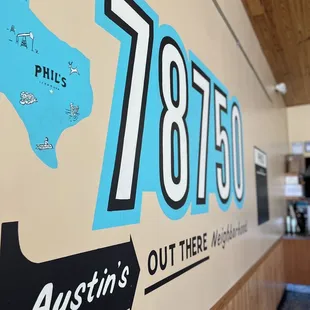 PHIL'S
78750
Austin's
OUT THERE Neighborhood